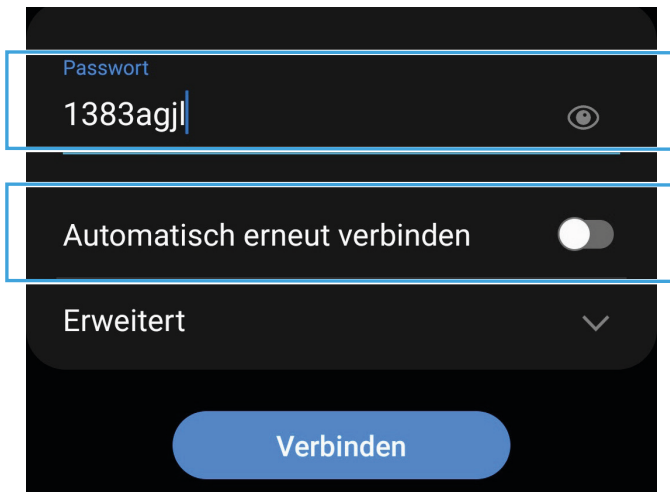 Passwort
1383agjl
Automatisch erneut verbinden
Erweitert
Verbinden